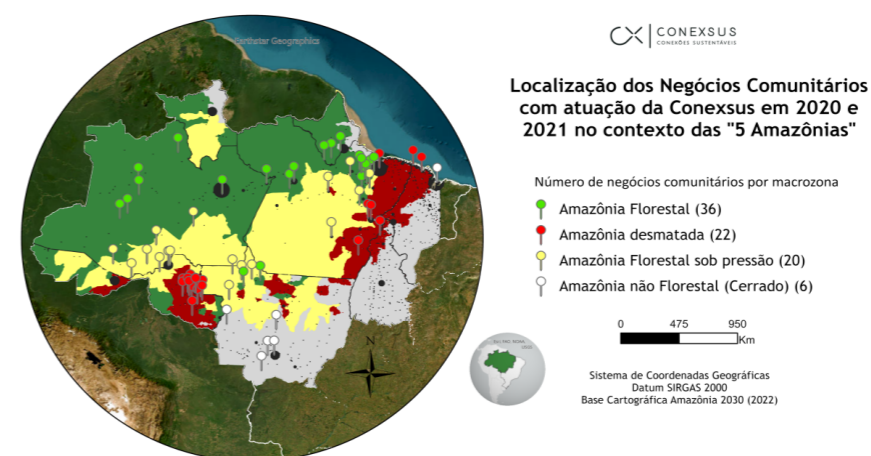 Earthstar Geographics
CONEXSUS
CONEXÕES SUSTENTÁVEIS
Localização dos Negócios Comunitários
com atuação da Conexsus em 2020 e
2021 no contexto das "5 Amazônias"
Número de negócios comunitários por macrozona
Amazônia Florestal (36)
Amazônia desmatada (22)
Amazônia Florestal sob pressão (20)
Amazônia não Florestal (Cerrado) (6)
0 475 950
Km
N
Sistema de Coordenadas Geográficas
Datum SIRGAS 2000
Base Cartográfica Amazônia 2030 (2022)